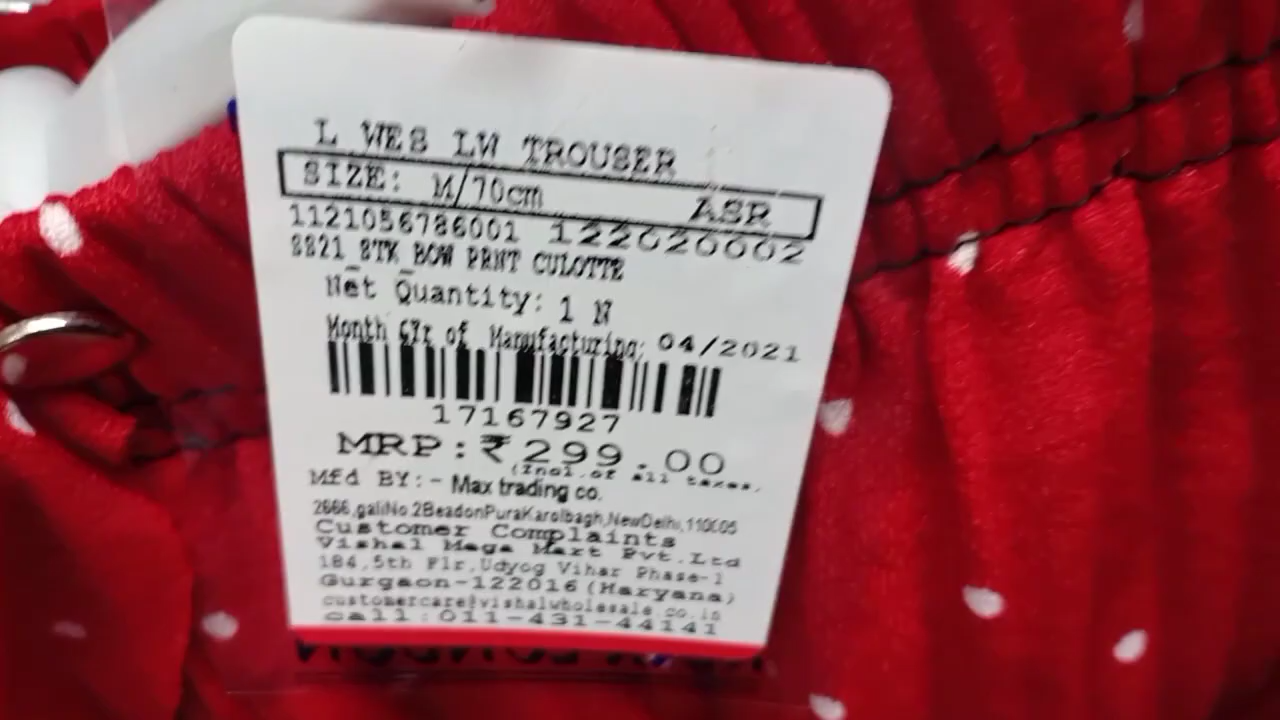 L WES LW TROUSER
SIZE: M/70cm ASR
1121056786001 122020002
8821 STK BOW PRNT CULOTTE
Net Quantity: 1 N
Month &Yr of Manufacturing: 04/2021
17167927
MRP:₹299.00
(Incl.of all taxes.
Mfd BY:- Max trading co.
2666,galiNo.2BeadonPuraKarolbagh,NewDelhi,110005
Customer Complaints
Vishal Mega Mart Pvt.Ltd
184,5th Flr,Udyog Vihar Phase-1
Gurgaon-122016(Haryana)
customercare@vishalwholesale.co.in
call:011-431-44141